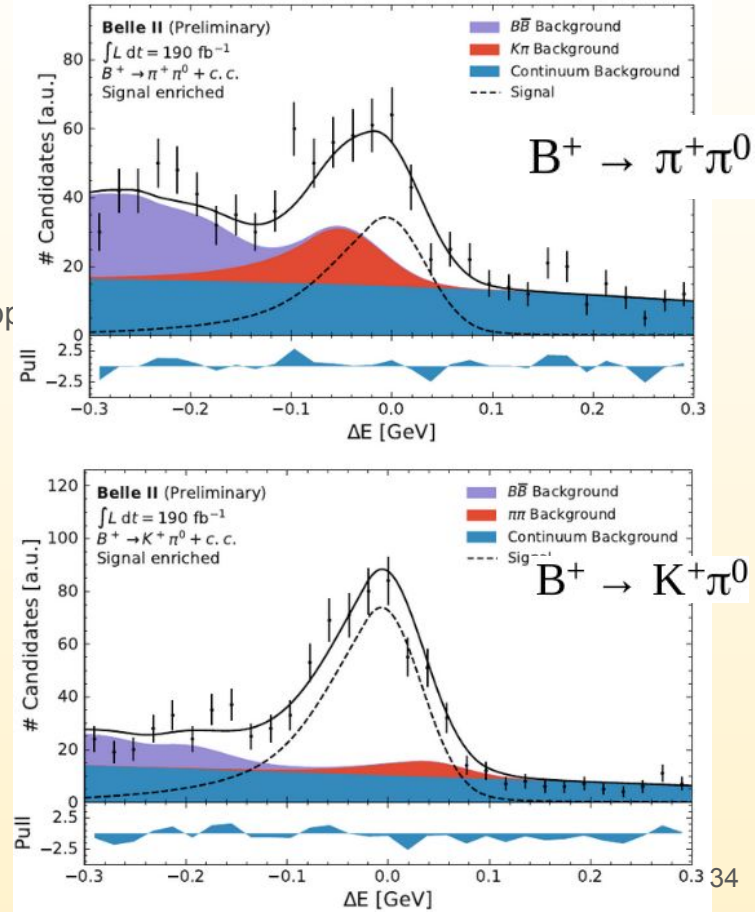 Belle II (Preliminary)
∫L dt = 190 fb⁻¹
B⁺ → π⁺π⁰ + c. c.
Signal enriched
BB̅ Background
Kπ Background
Continuum Background
Signal
B⁺ → π⁺π⁰
# Candidates [a.u.]
80
60
40
20
0
Pull
2.5
−2.5
−0.3 −0.2 −0.1 0.0 0.1 0.2 0.3
ΔE [GeV]
Belle II (Preliminary)
∫L dt = 190 fb⁻¹
B⁺ → K⁺π⁰ + c. c.
Signal enriched
BB̅ Background
ππ Background
Continuum Background
B⁺ → K⁺π⁰
# Candidates [a.u.]
120
100
80
60
40
20
0
Pull
2.5
−2.5
−0.3 −0.2 −0.1 0.0 0.1 0.2 0.3
ΔE [GeV]
34